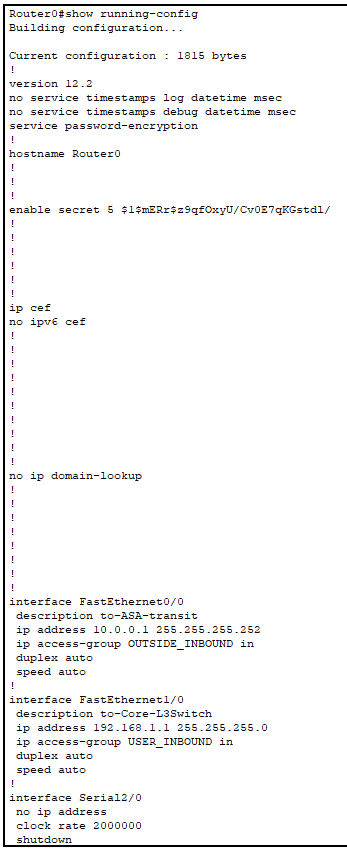 Router0#show running-config
Building configuration...
Current configuration : 1815 bytes
!
version 12.2
no service timestamps log datetime msec
no service timestamps debug datetime msec
service password-encryption
!
hostname Router0
!
!
!
enable secret 5 $1$mERr$z9qfOxyU/Cv0E7qKGstdl/
!
!
!
!
!
!
ip cef
no ipv6 cef
!
!
!
!
!
!
!
!
!
!
no ip domain-lookup
!
!
!
!
!
!
!
!
interface FastEthernet0/0
 description to-ASA-transit
 ip address 10.0.0.1 255.255.255.252
 ip access-group OUTSIDE_INBOUND in
 duplex auto
 speed auto
!
interface FastEthernet1/0
 description to-Core-L3Switch
 ip address 192.168.1.1 255.255.255.0
 ip access-group USER_INBOUND in
 duplex auto
 speed auto
!
interface Serial2/0
 no ip address
 clock rate 2000000
 shutdown